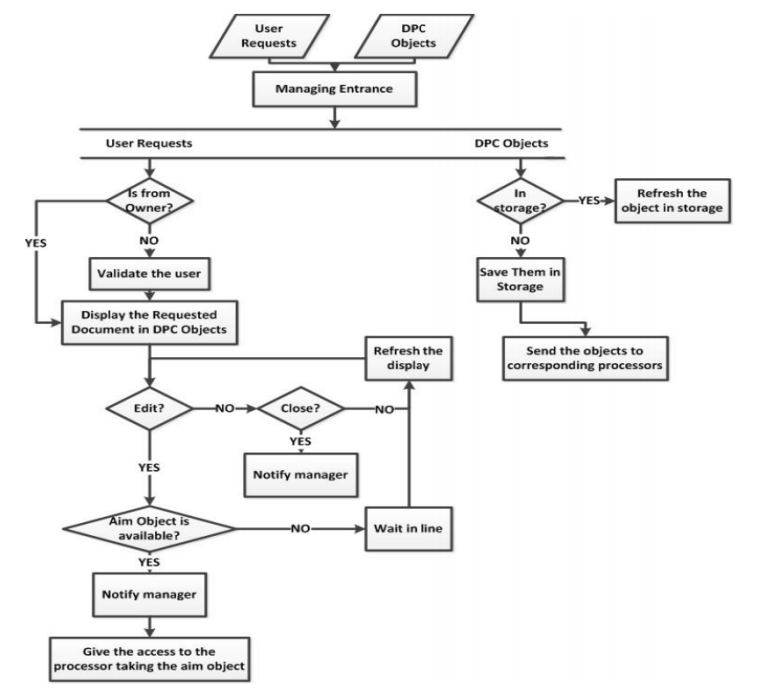 User
Requests
DPC
Objects
Managing Entrance
User Requests
DPC Objects
Is from
Owner?
In
storage?
YES
Refresh the
object in storage
YES
NO
NO
Validate the user
Save Them in
Storage
Display the Requested
Document in DPC Objects
Refresh the
display
Send the objects to
corresponding processors
Edit?
NO
Close?
NO
YES
Notify manager
YES
Aim Object is
available?
NO
Wait in line
YES
Notify manager
Give the access to the
processor taking the aim object